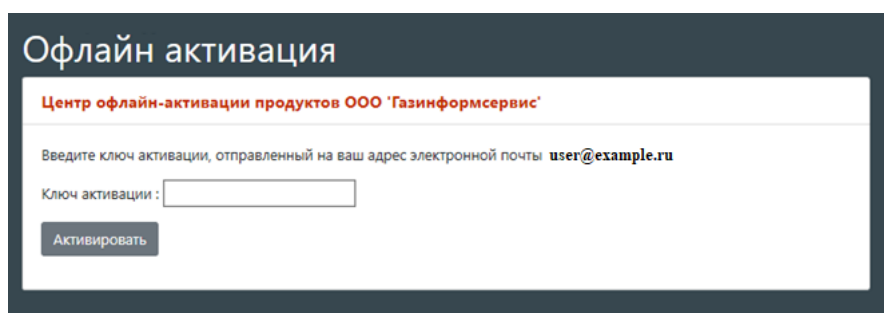 Офлайн активация
Центр офлайн-активации продуктов ООО 'Газинформсервис'
Введите ключ активации, отправленный на ваш адрес электронной почты user@example.ru
Ключ активации :
Активировать